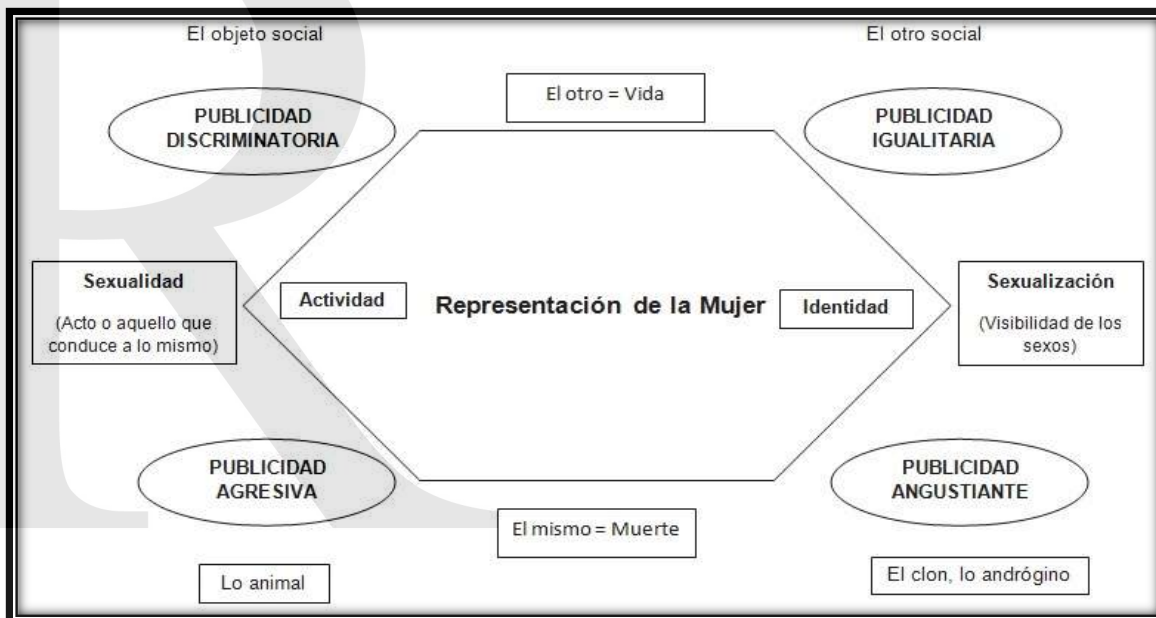 El objeto social
El otro social
El otro = Vida
PUBLICIDAD
DISCRIMINATORIA
PUBLICIDAD
IGUALITARIA
Sexualidad
(Acto o aquello que
conduce a lo mismo)
Actividad
Representación de la Mujer
Identidad
Sexualización
(Visibilidad de los
sexos)
PUBLICIDAD
AGRESIVA
PUBLICIDAD
ANGUSTIANTE
El mismo = Muerte
Lo animal
El clon, lo andrógino